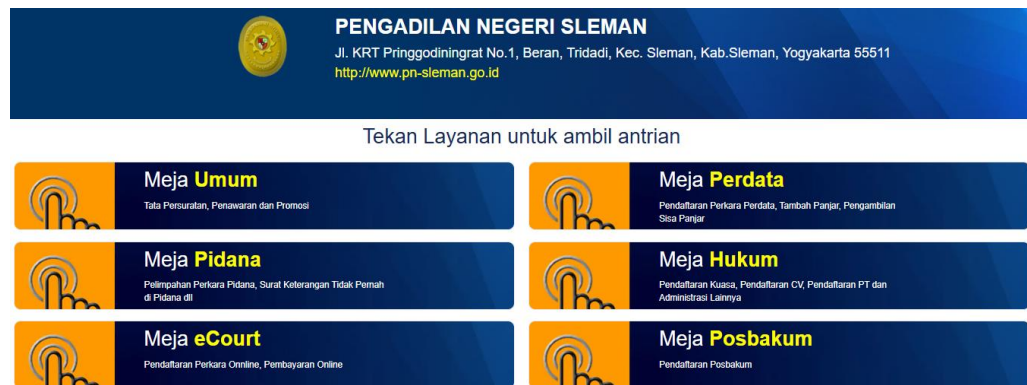 PENGADILAN NEGERI SLEMAN
Jl. KRT Pringgodiningrat No.1, Beran, Tridadi, Kec. Sleman, Kab.Sleman, Yogyakarta 55511
http://www.pn-sleman.go.id
Tekan Layanan untuk ambil antrian
Meja Umum
Tata Persuratan, Penawaran dan Promosi
Meja Perdata
Pendaftaran Perkara Perdata, Tambah Panjar, Pengambilan
Sisa Panjar
Meja Pidana
Pelimpahan Perkara Pidana, Surat Keterangan Tidak Pernah
di Pidana dll
Meja Hukum
Pendaftaran Kuasa, Pendaftaran CV, Pendaftaran PT dan
Administrasi Lainnya
Meja eCourt
Pendaftaran Perkara Onnline, Pembayaran Online
Meja Posbakum
Pendaftaran Posbakum